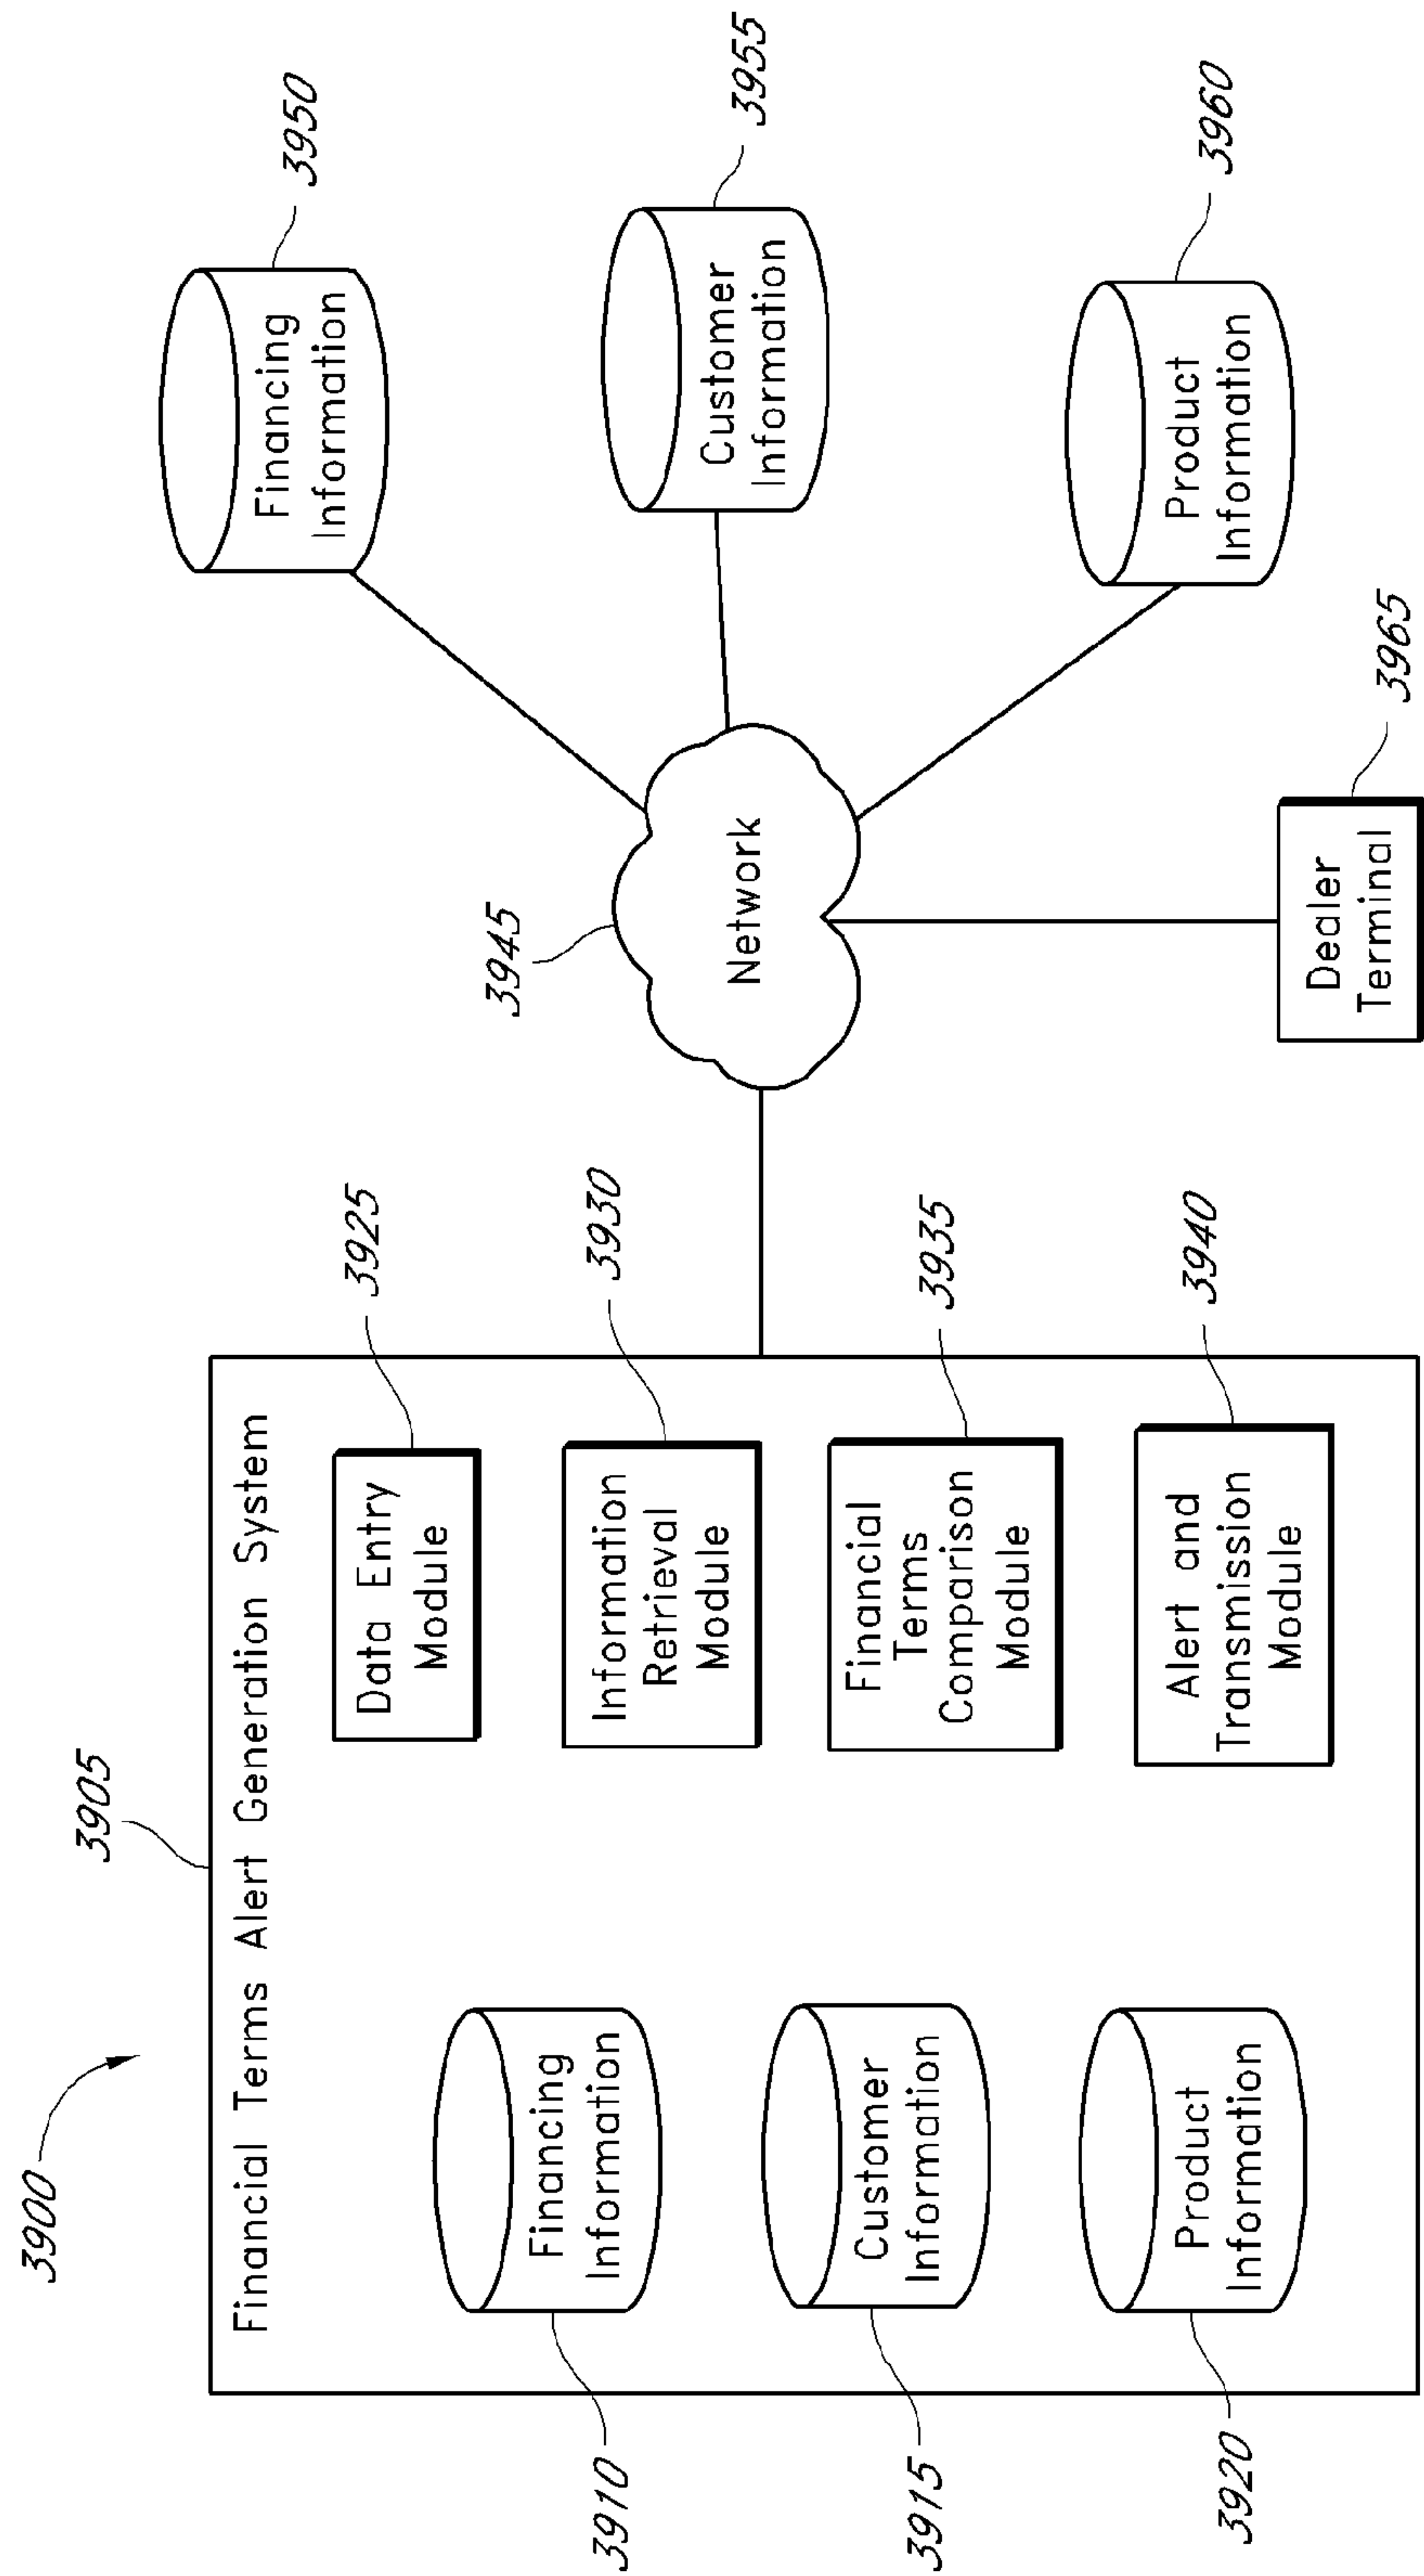 3900
3905
Financial Terms Alert Generation System
3910
Financing
Information
3915
Customer
Information
3920
Product
Information
Data Entry
Module
3925
Information
Retrieval
Module
3930
Financial
Terms
Comparison
Module
3935
Alert and
Transmission
Module
3940
3945
Network
Financing
Information
3950
Customer
Information
3955
Product
Information
3960
Dealer
Terminal
3965